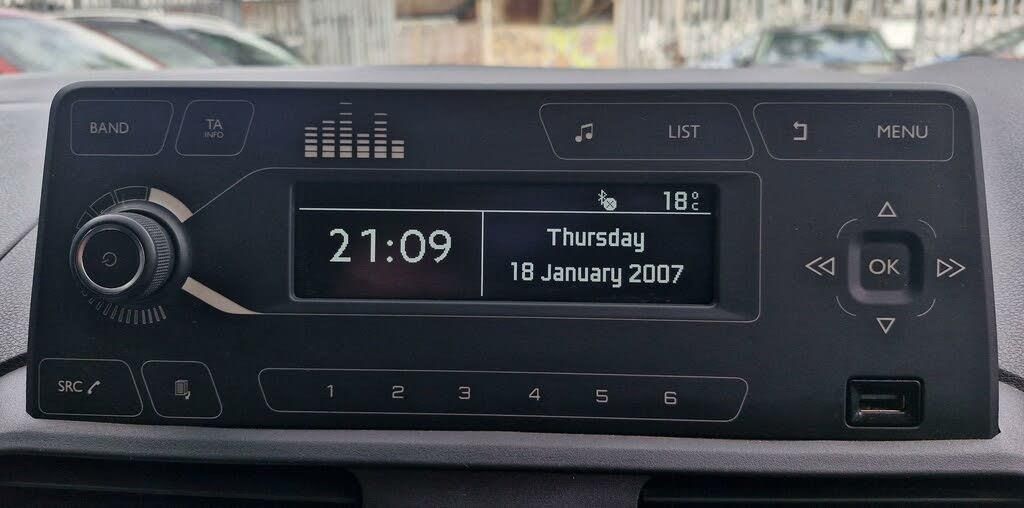 BAND
TA
INFO
LIST
MENU
18°C
21:09
Thursday
18 January 2007
OK
SRC
1 2 3 4 5 6